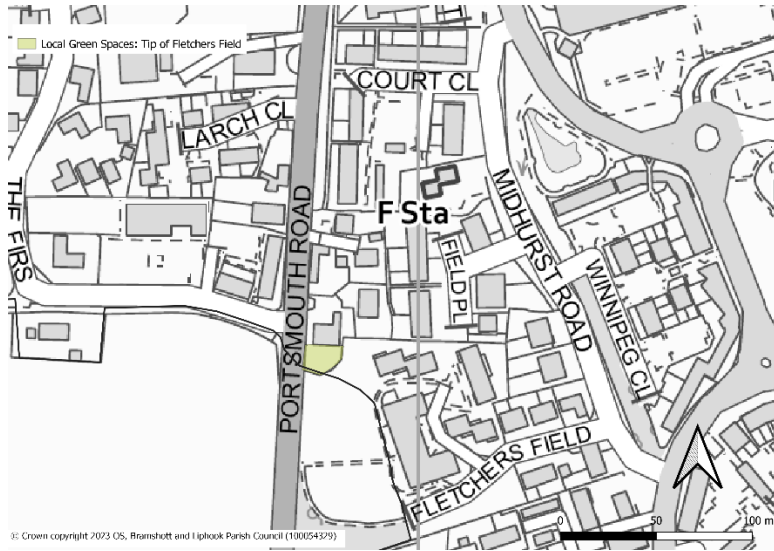 Local Green Spaces: Tip of Fletchers Field
COURT CL
LARCH CL
THE FIRS
PORTSMOUTH ROAD
F Sta
MIDHURST ROAD
FIELD PL
WINNIPEG CL
FLETCHERS FIELD
© Crown copyright 2023 OS, Bramshott and Liphook Parish Council (100054329)
0 50 100 m